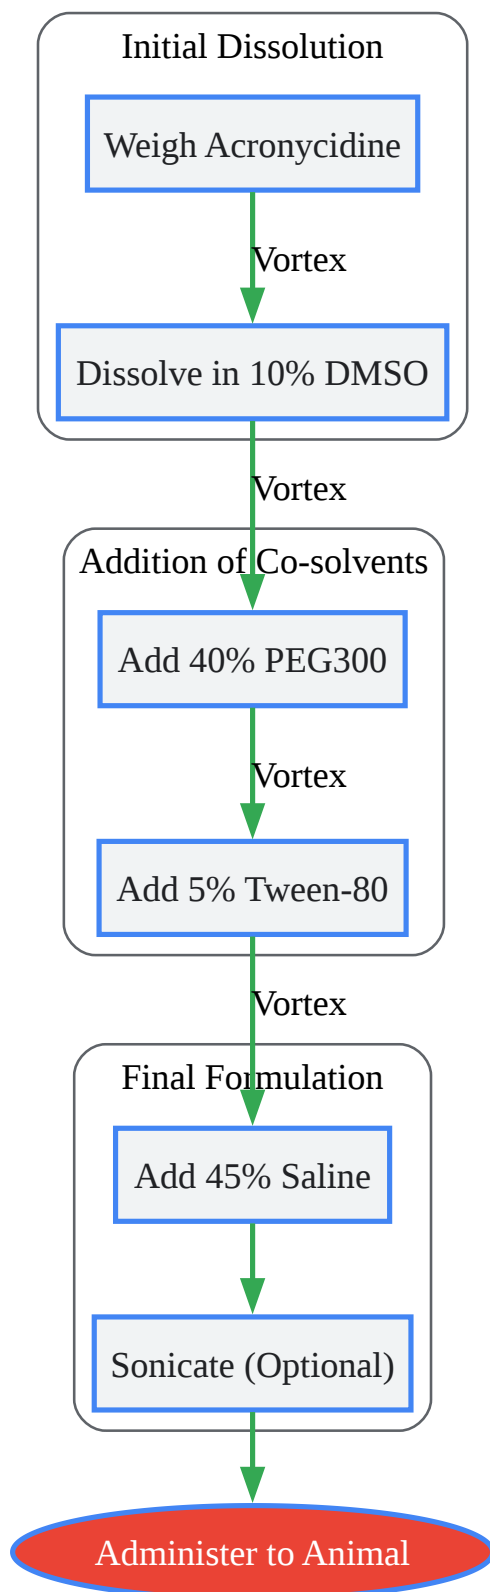 Initial Dissolution
Weigh Acronycidine
Vortex
Dissolve in 10% DMSO
Vortex
Addition of Co-solvents
Add 40% PEG300
Vortex
Add 5% Tween-80
Vortex
Final Formulation
Add 45% Saline
Sonicate (Optional)
Administer to Animal